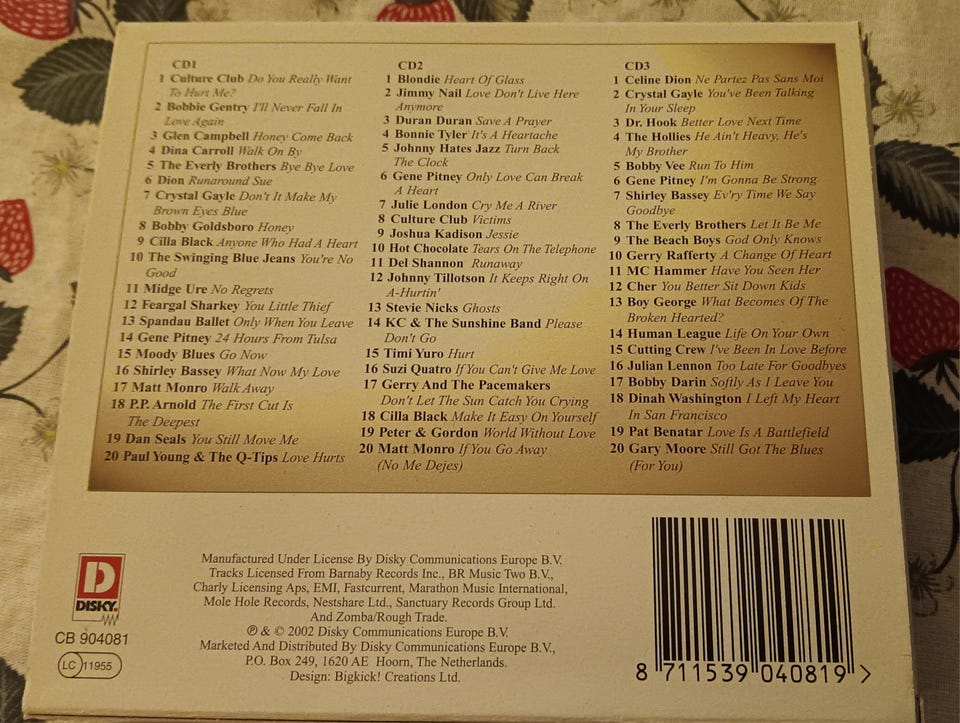 CD1
1 Culture Club Do You Really Want
To Hurt Me?
2 Bobbie Gentry I'll Never Fall In
Love Again
3 Glen Campbell Honey Come Back
4 Dina Carroll Walk On By
5 The Everly Brothers Bye Bye Love
6 Dion Runaround Sue
7 Crystal Gayle Don't It Make My
Brown Eyes Blue
8 Bobby Goldsboro Honey
9 Cilla Black Anyone Who Had A Heart
10 The Swinging Blue Jeans You're No
Good
11 Midge Ure No Regrets
12 Feargal Sharkey You Little Thief
13 Spandau Ballet Only When You Leave
14 Gene Pitney 24 Hours From Tulsa
15 Moody Blues Go Now
16 Shirley Bassey What Now My Love
17 Matt Monro Walk Away
18 P.P. Arnold The First Cut Is
The Deepest
19 Dan Seals You Still Move Me
20 Paul Young & The Q-Tips Love Hurts
CD2
1 Blondie Heart Of Glass
2 Jimmy Nail Love Don't Live Here
Anymore
3 Duran Duran Save A Prayer
4 Bonnie Tyler It's A Heartache
5 Johnny Hates Jazz Turn Back
The Clock
6 Gene Pitney Only Love Can Break
A Heart
7 Julie London Cry Me A River
8 Culture Club Victims
9 Joshua Kadison Jessie
10 Hot Chocolate Tears On The Telephone
11 Del Shannon Runaway
12 Johnny Tillotson It Keeps Right On
A-Hurtin'
13 Stevie Nicks Ghosts
14 KC & The Sunshine Band Please
Don't Go
15 Timi Yuro Hurt
16 Suzi Quatro If You Can't Give Me Love
17 Gerry And The Pacemakers
Don't Let The Sun Catch You Crying
18 Cilla Black Make It Easy On Yourself
19 Peter & Gordon World Without Love
20 Matt Monro If You Go Away
(No Me Dejes)
CD3
1 Celine Dion Ne Partez Pas Sans Moi
2 Crystal Gayle You've Been Talking
In Your Sleep
3 Dr. Hook Better Love Next Time
4 The Hollies He Ain't Heavy, He's
My Brother
5 Bobby Vee Run To Him
6 Gene Pitney I'm Gonna Be Strong
7 Shirley Bassey Ev'ry Time We Say
Goodbye
8 The Everly Brothers Let It Be Me
9 The Beach Boys God Only Knows
10 Gerry Rafferty A Change Of Heart
11 MC Hammer Have You Seen Her
12 Cher You Better Sit Down Kids
13 Boy George What Becomes Of The
Broken Hearted?
14 Human League Life On Your Own
15 Cutting Crew I've Been In Love Before
16 Julian Lennon Too Late For Goodbyes
17 Bobby Darin Softly As I Leave You
18 Dinah Washington I Left My Heart
In San Francisco
19 Pat Benatar Love Is A Battlefield
20 Gary Moore Still Got The Blues
(For You)
D
DISKY.
CB 904081
LC 11955
Manufactured Under License By Disky Communications Europe B.V.
Tracks Licensed From Barnaby Records Inc., BR Music Two B.V.,
Charly Licensing Aps, EMI, Fastcurrent, Marathon Music International,
Mole Hole Records, Nestshare Ltd., Sanctuary Records Group Ltd.
And Zomba/Rough Trade.
℗ & © 2002 Disky Communications Europe B.V.
Marketed And Distributed By Disky Communications Europe B.V.,
P.O. Box 249, 1620 AE Hoorn, The Netherlands.
Design: Bigkick! Creations Ltd.
8 711539 040819 >